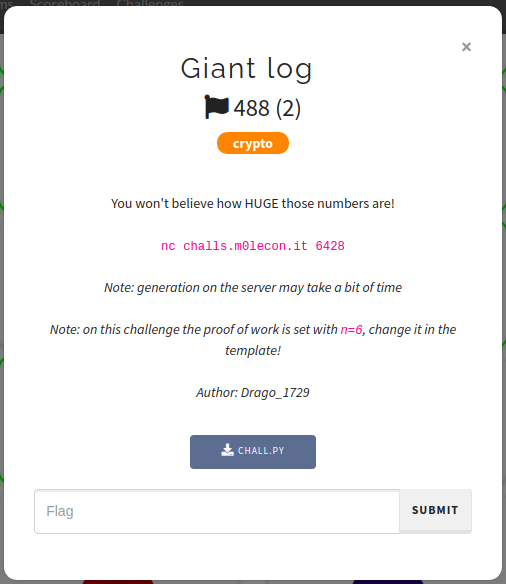 ms Scoreboard Challenges
×
Giant log
488 (2)
crypto
You won't believe how HUGE those numbers are!
nc challs.m0lecon.it 6428
Note: generation on the server may take a bit of time
Note: on this challenge the proof of work is set with n=6, change it in the
template!
Author: Drago_1729
CHALL.PY
Flag
SUBMIT